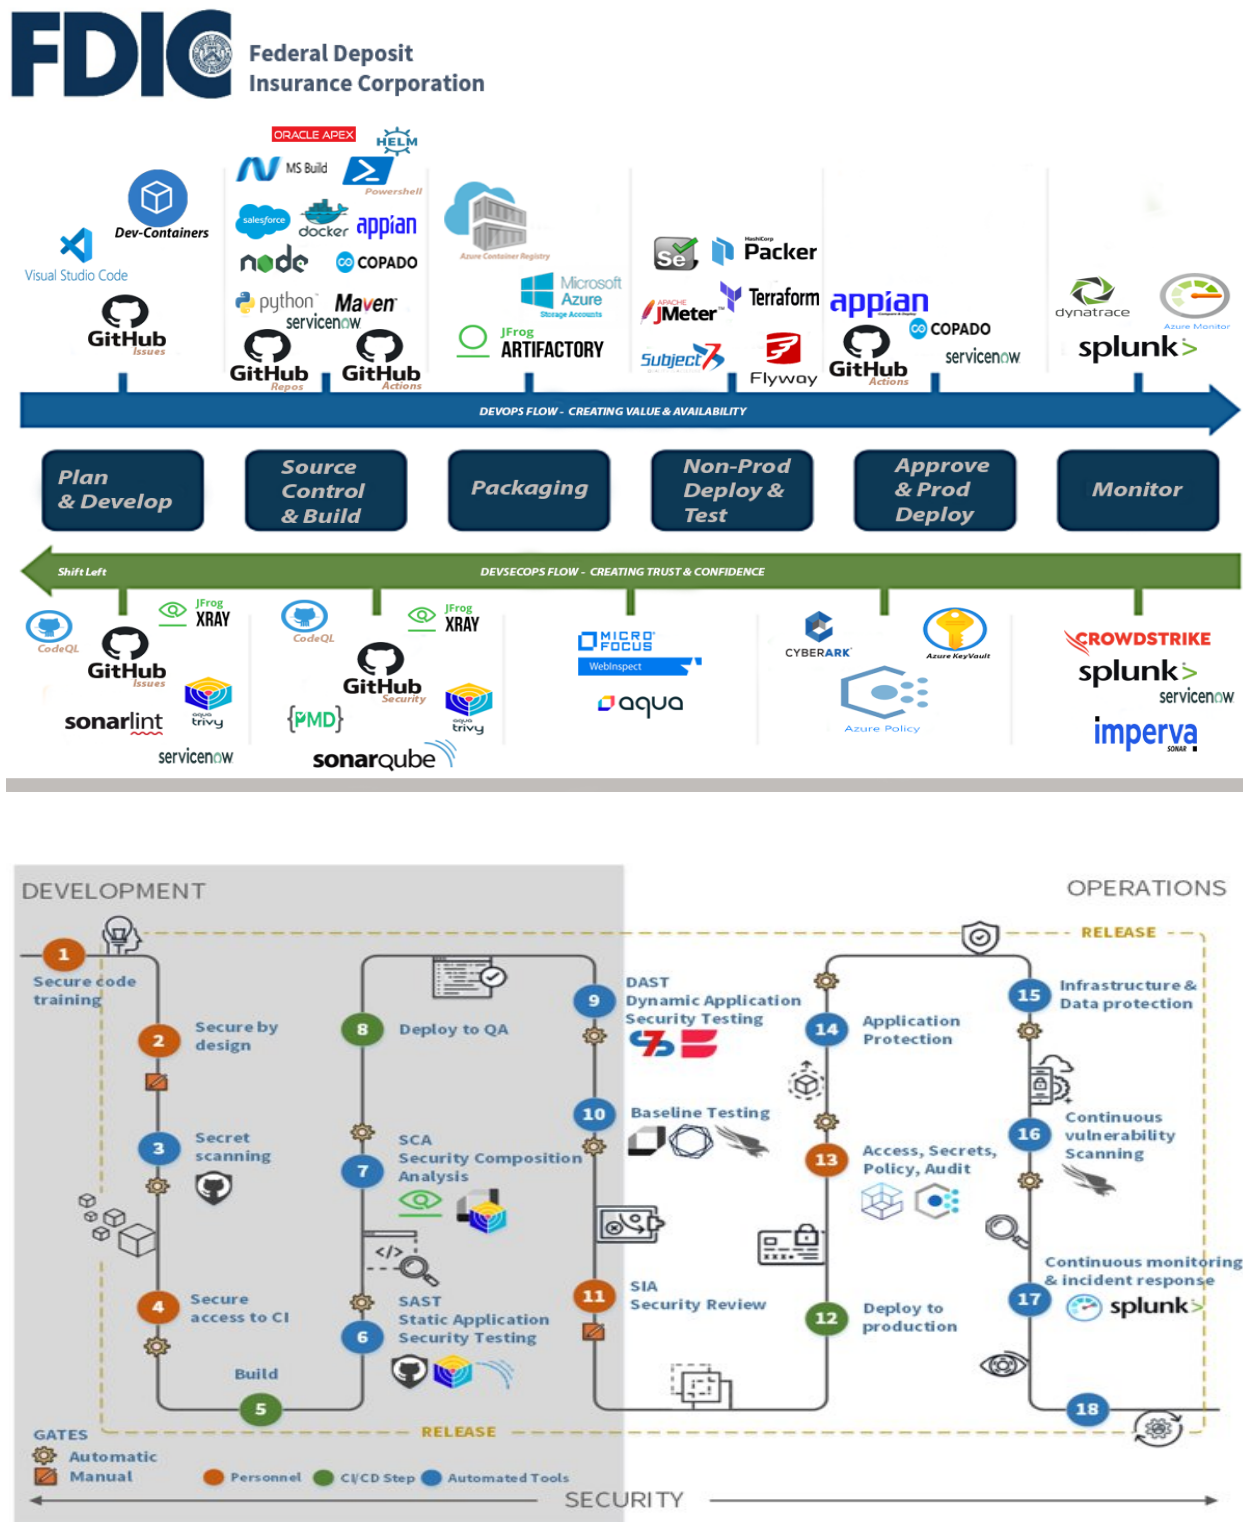 FDIC
Federal Deposit
Insurance Corporation
ORACLE APEX
HELM
MS Build
Powershell
Dev-Containers
salesforce
docker
appian
Azure Container Registry
Visual Studio Code
node
COPADO
Se
HashiCorp
Packer
Microsoft
Azure
Storage Accounts
python
Maven
servicenow
APACHE
JMeter™
Terraform
appian
dynatrace
Azure Monitor
GitHub
Issues
GitHub
Repos
GitHub
Actions
JFrog
ARTIFACTORY
Subject7
Flyway
GitHub
Actions
COPADO
servicenow
splunk>
DEVOPS FLOW - CREATING VALUE & AVAILABILITY
Plan
& Develop
Source
Control
& Build
Packaging
Non-Prod
Deploy &
Test
Approve
& Prod
Deploy
Monitor
Shift Left
DEVSECOPS FLOW - CREATING TRUST & CONFIDENCE
CodeQL
GitHub
Issues
JFrog
XRAY
sonarlint
aqua
trivy
servicenow
CodeQL
JFrog
XRAY
GitHub
Security
{PMD}
aqua
trivy
sonarqube
MICRO
FOCUS
WebInspect
aqua
CYBERARK
Azure KeyVault
Azure Policy
CROWDSTRIKE
splunk>
servicenow
imperva
SONAR
DEVELOPMENT
OPERATIONS
RELEASE
1
Secure code
training
2
Secure by
design
3
Secret
scanning
4
Secure
access to CI
Build
5
8
Deploy to QA
7
SCA
Security Composition
Analysis
6
SAST
Static Application
Security Testing
</>
9
DAST
Dynamic Application
Security Testing
10
Baseline Testing
11
SIA
Security Review
14
Application
Protection
13
Access, Secrets,
Policy, Audit
12
Deploy to
production
15
Infrastructure &
Data protection
16
Continuous
vulnerability
Scanning
Continuous monitoring
& incident response
17
splunk>
18
RELEASE
GATES
Automatic
Manual
Personnel
CI/CD Step
Automated Tools
SECURITY